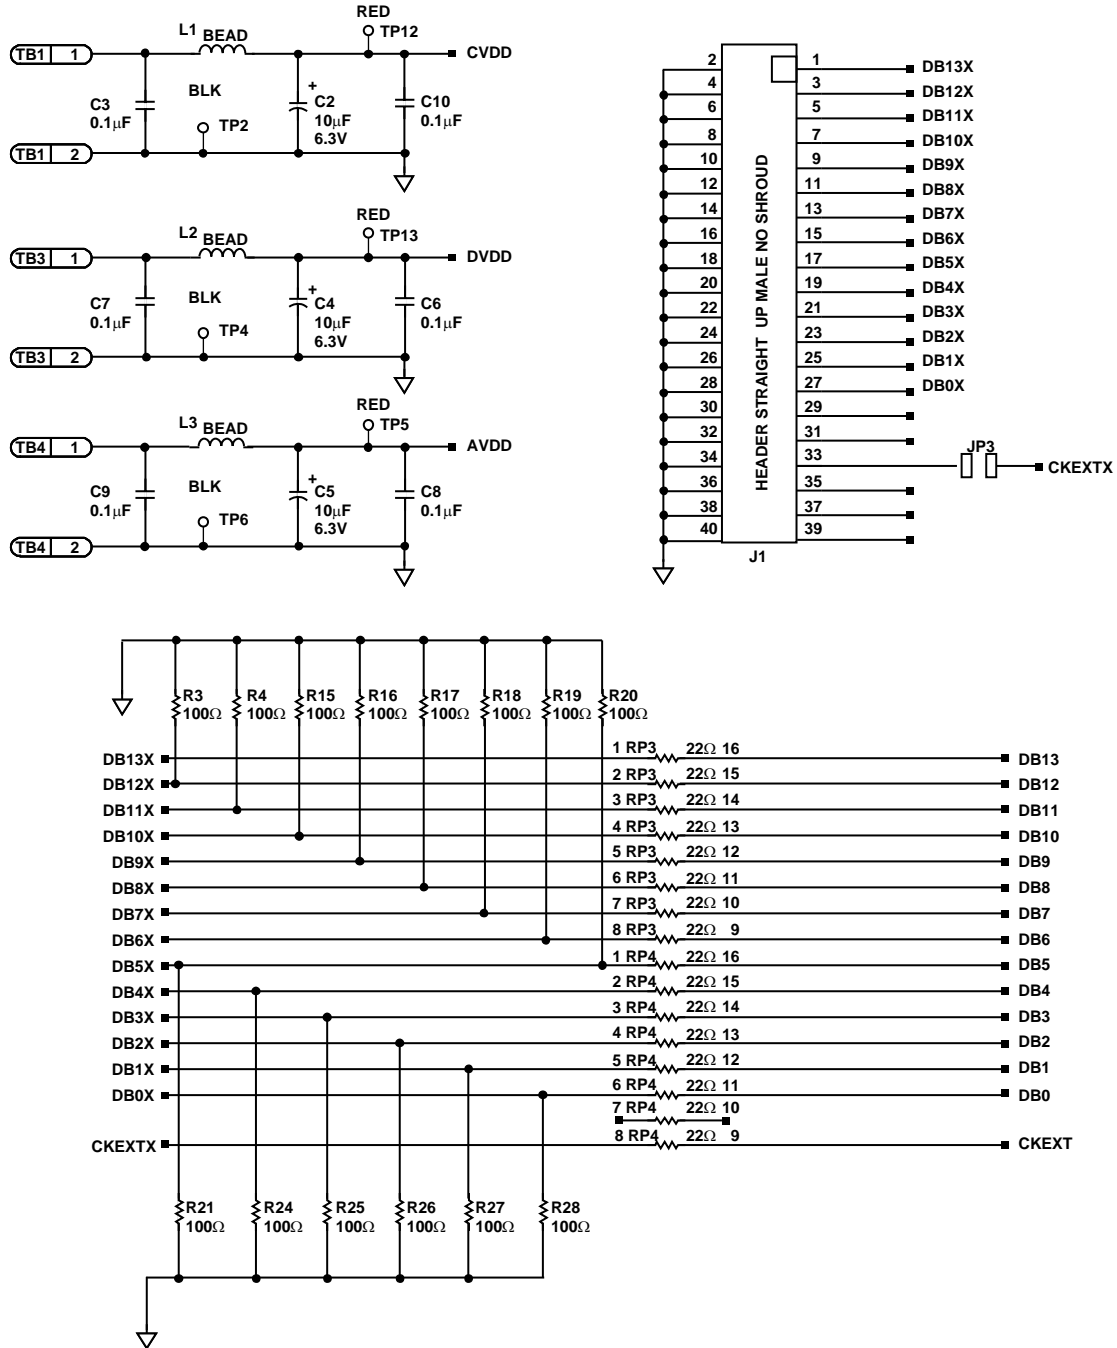 RED
L1 BEAD
TP12
TB1 1
CVDD
BLK
C3
0.1µF
+
C2
10µF
6.3V
C10
0.1µF
TP2
TB1 2
RED
L2 BEAD
TP13
TB3 1
DVDD
BLK
C7
0.1µF
+
C4
10µF
6.3V
C6
0.1µF
TP4
TB3 2
RED
L3 BEAD
TP5
TB4 1
AVDD
BLK
C9
0.1µF
+
C5
10µF
6.3V
C8
0.1µF
TP6
TB4 2
2 1 DB13X
4 3 DB12X
6 5 DB11X
8 7 DB10X
10 9 DB9X
12 11 DB8X
14 13 DB7X
16 15 DB6X
18 17 DB5X
20 19 DB4X
22 21 DB3X
24 23 DB2X
26 25 DB1X
28 27 DB0X
30 29
32 31
34 33 JP3 CKEXTX
36 35
38 37
40 39
HEADER STRAIGHT UP MALE NO SHROUD
J1
R3 R4 R15 R16 R17 R18 R19 R20
100Ω 100Ω 100Ω 100Ω 100Ω 100Ω 100Ω 100Ω
DB13X 1 RP3 22Ω 16 DB13
DB12X 2 RP3 22Ω 15 DB12
DB11X 3 RP3 22Ω 14 DB11
DB10X 4 RP3 22Ω 13 DB10
DB9X 5 RP3 22Ω 12 DB9
DB8X 6 RP3 22Ω 11 DB8
DB7X 7 RP3 22Ω 10 DB7
DB6X 8 RP3 22Ω 9 DB6
DB5X 1 RP4 22Ω 16 DB5
DB4X 2 RP4 22Ω 15 DB4
DB3X 3 RP4 22Ω 14 DB3
DB2X 4 RP4 22Ω 13 DB2
DB1X 5 RP4 22Ω 12 DB1
DB0X 6 RP4 22Ω 11 DB0
7 RP4 22Ω 10
CKEXTX 8 RP4 22Ω 9 CKEXT
R21 R24 R25 R26 R27 R28
100Ω 100Ω 100Ω 100Ω 100Ω 100Ω